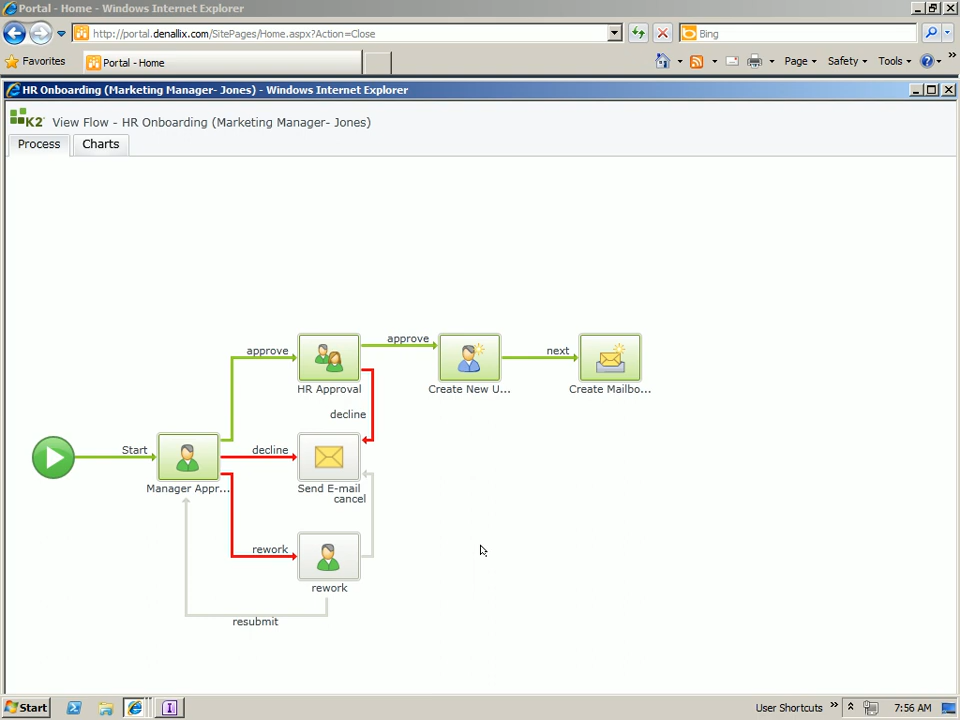 Portal - Home - Windows Internet Explorer
http://portal.denallix.com/SitePages/Home.aspx?Action=Close
Bing
Favorites
Portal - Home
Page
Safety
Tools
HR Onboarding (Marketing Manager- Jones) - Windows Internet Explorer
K2 View Flow - HR Onboarding (Marketing Manager- Jones)
Process
Charts
approve
approve
next
HR Approval
Create New U...
Create Mailbo...
decline
Start
decline
Manager Appr...
Send E-mail
cancel
rework
rework
resubmit
Start
User Shortcuts
7:56 AM